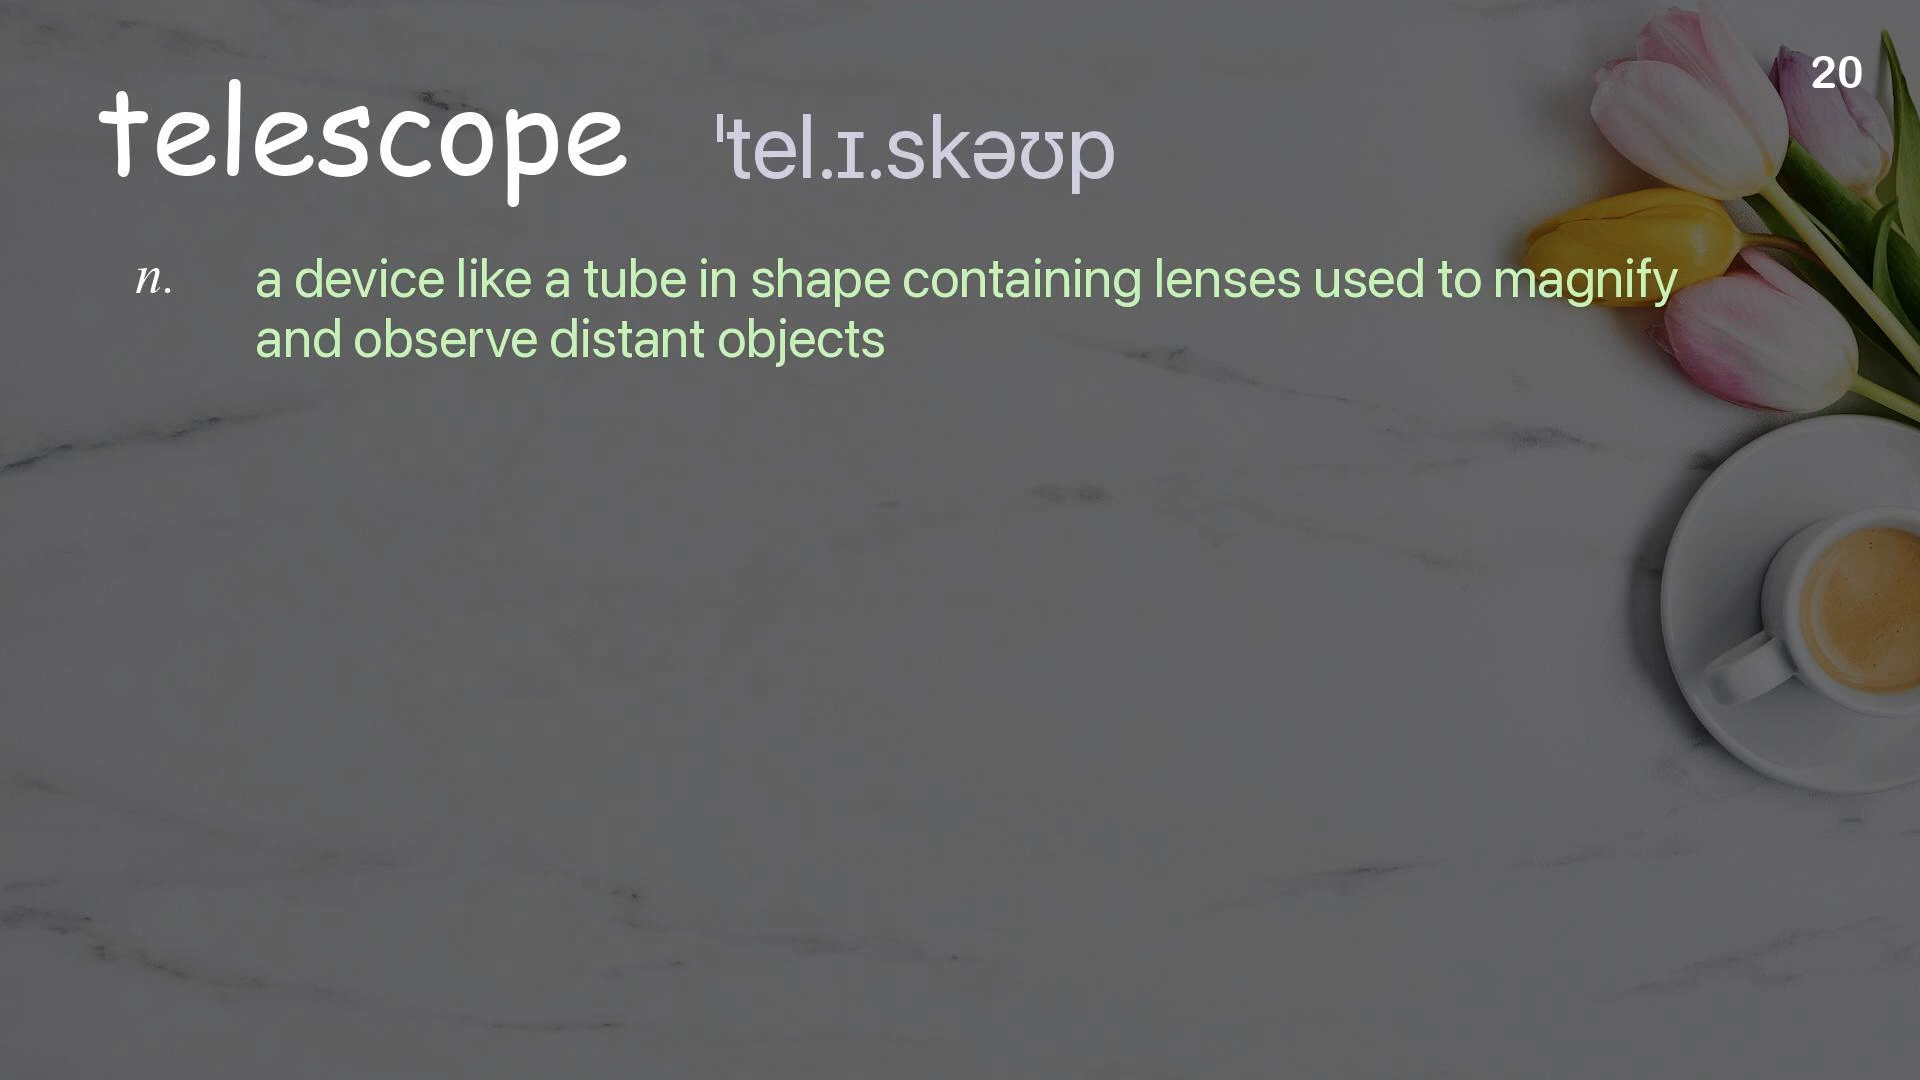 20
telescope ˈtel.ɪ.skəʊp
n. a device like a tube in shape containing lenses used to magnify
and observe distant objects